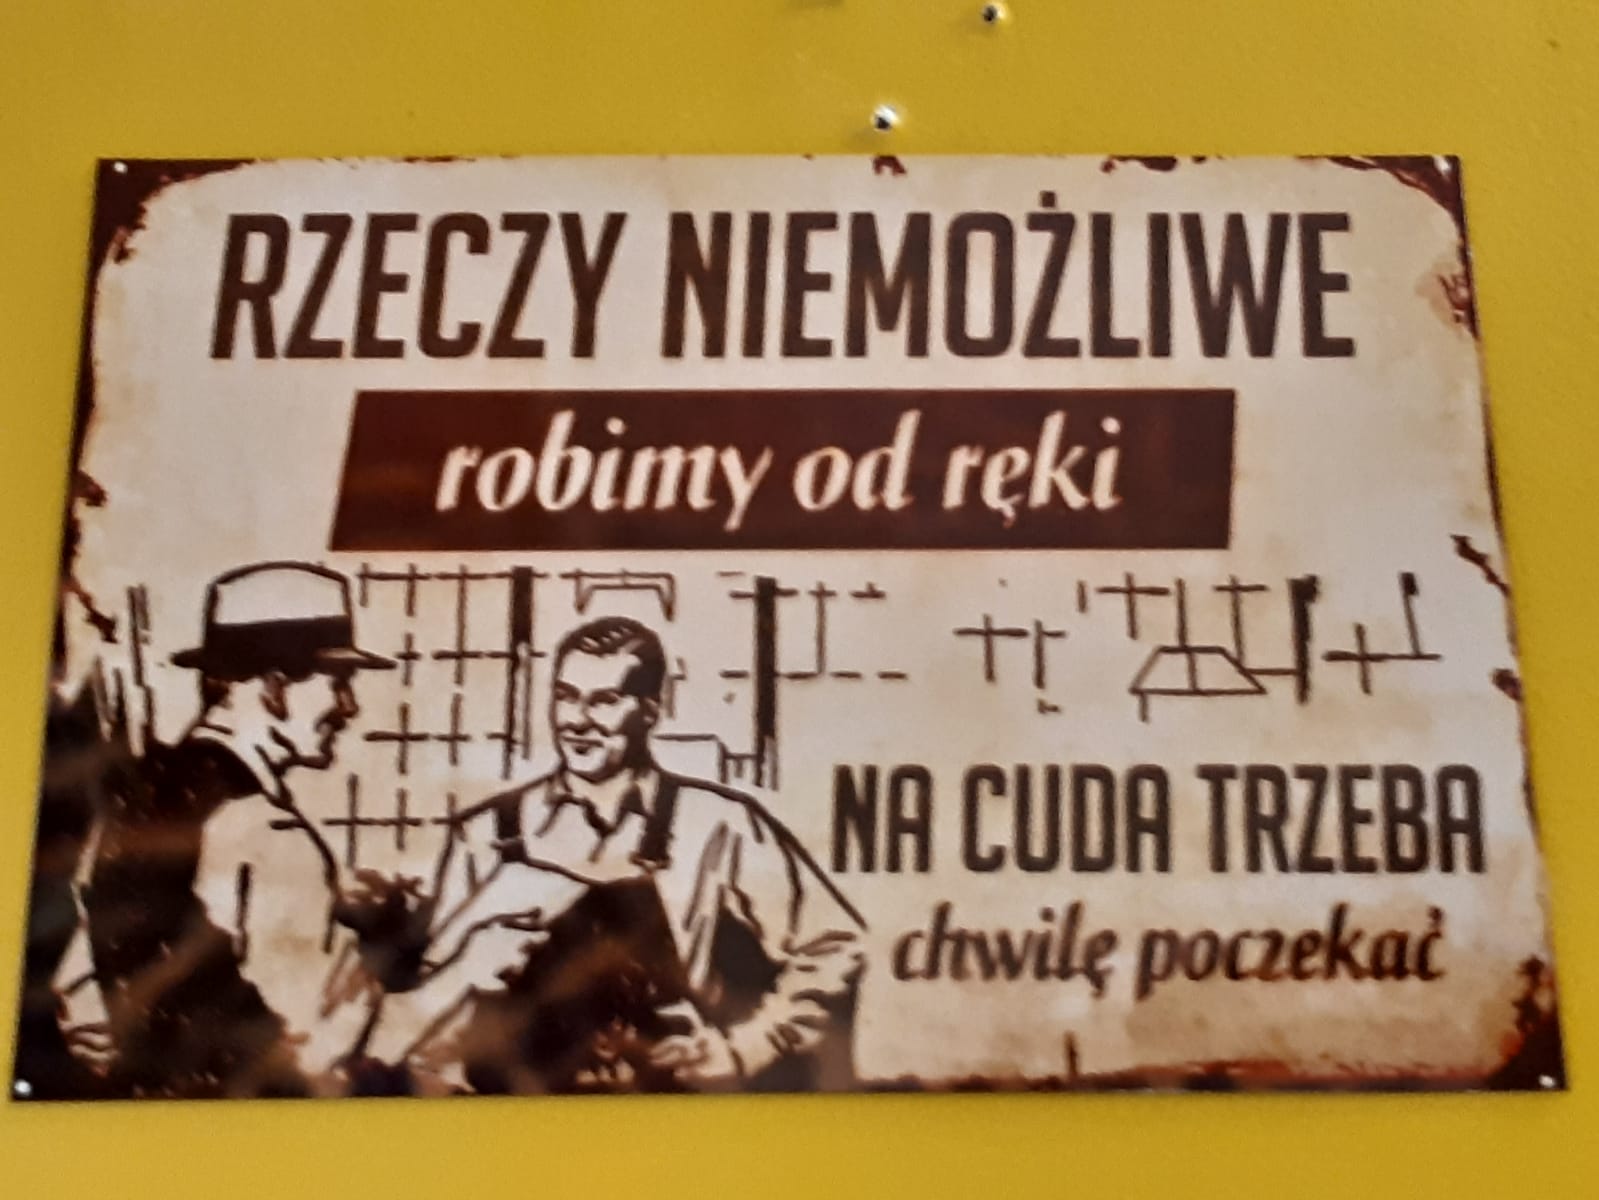 RZECZY NIEMOŻLIWE
robimy od ręki
NA CUDA TRZEBA
chwilę poczekać